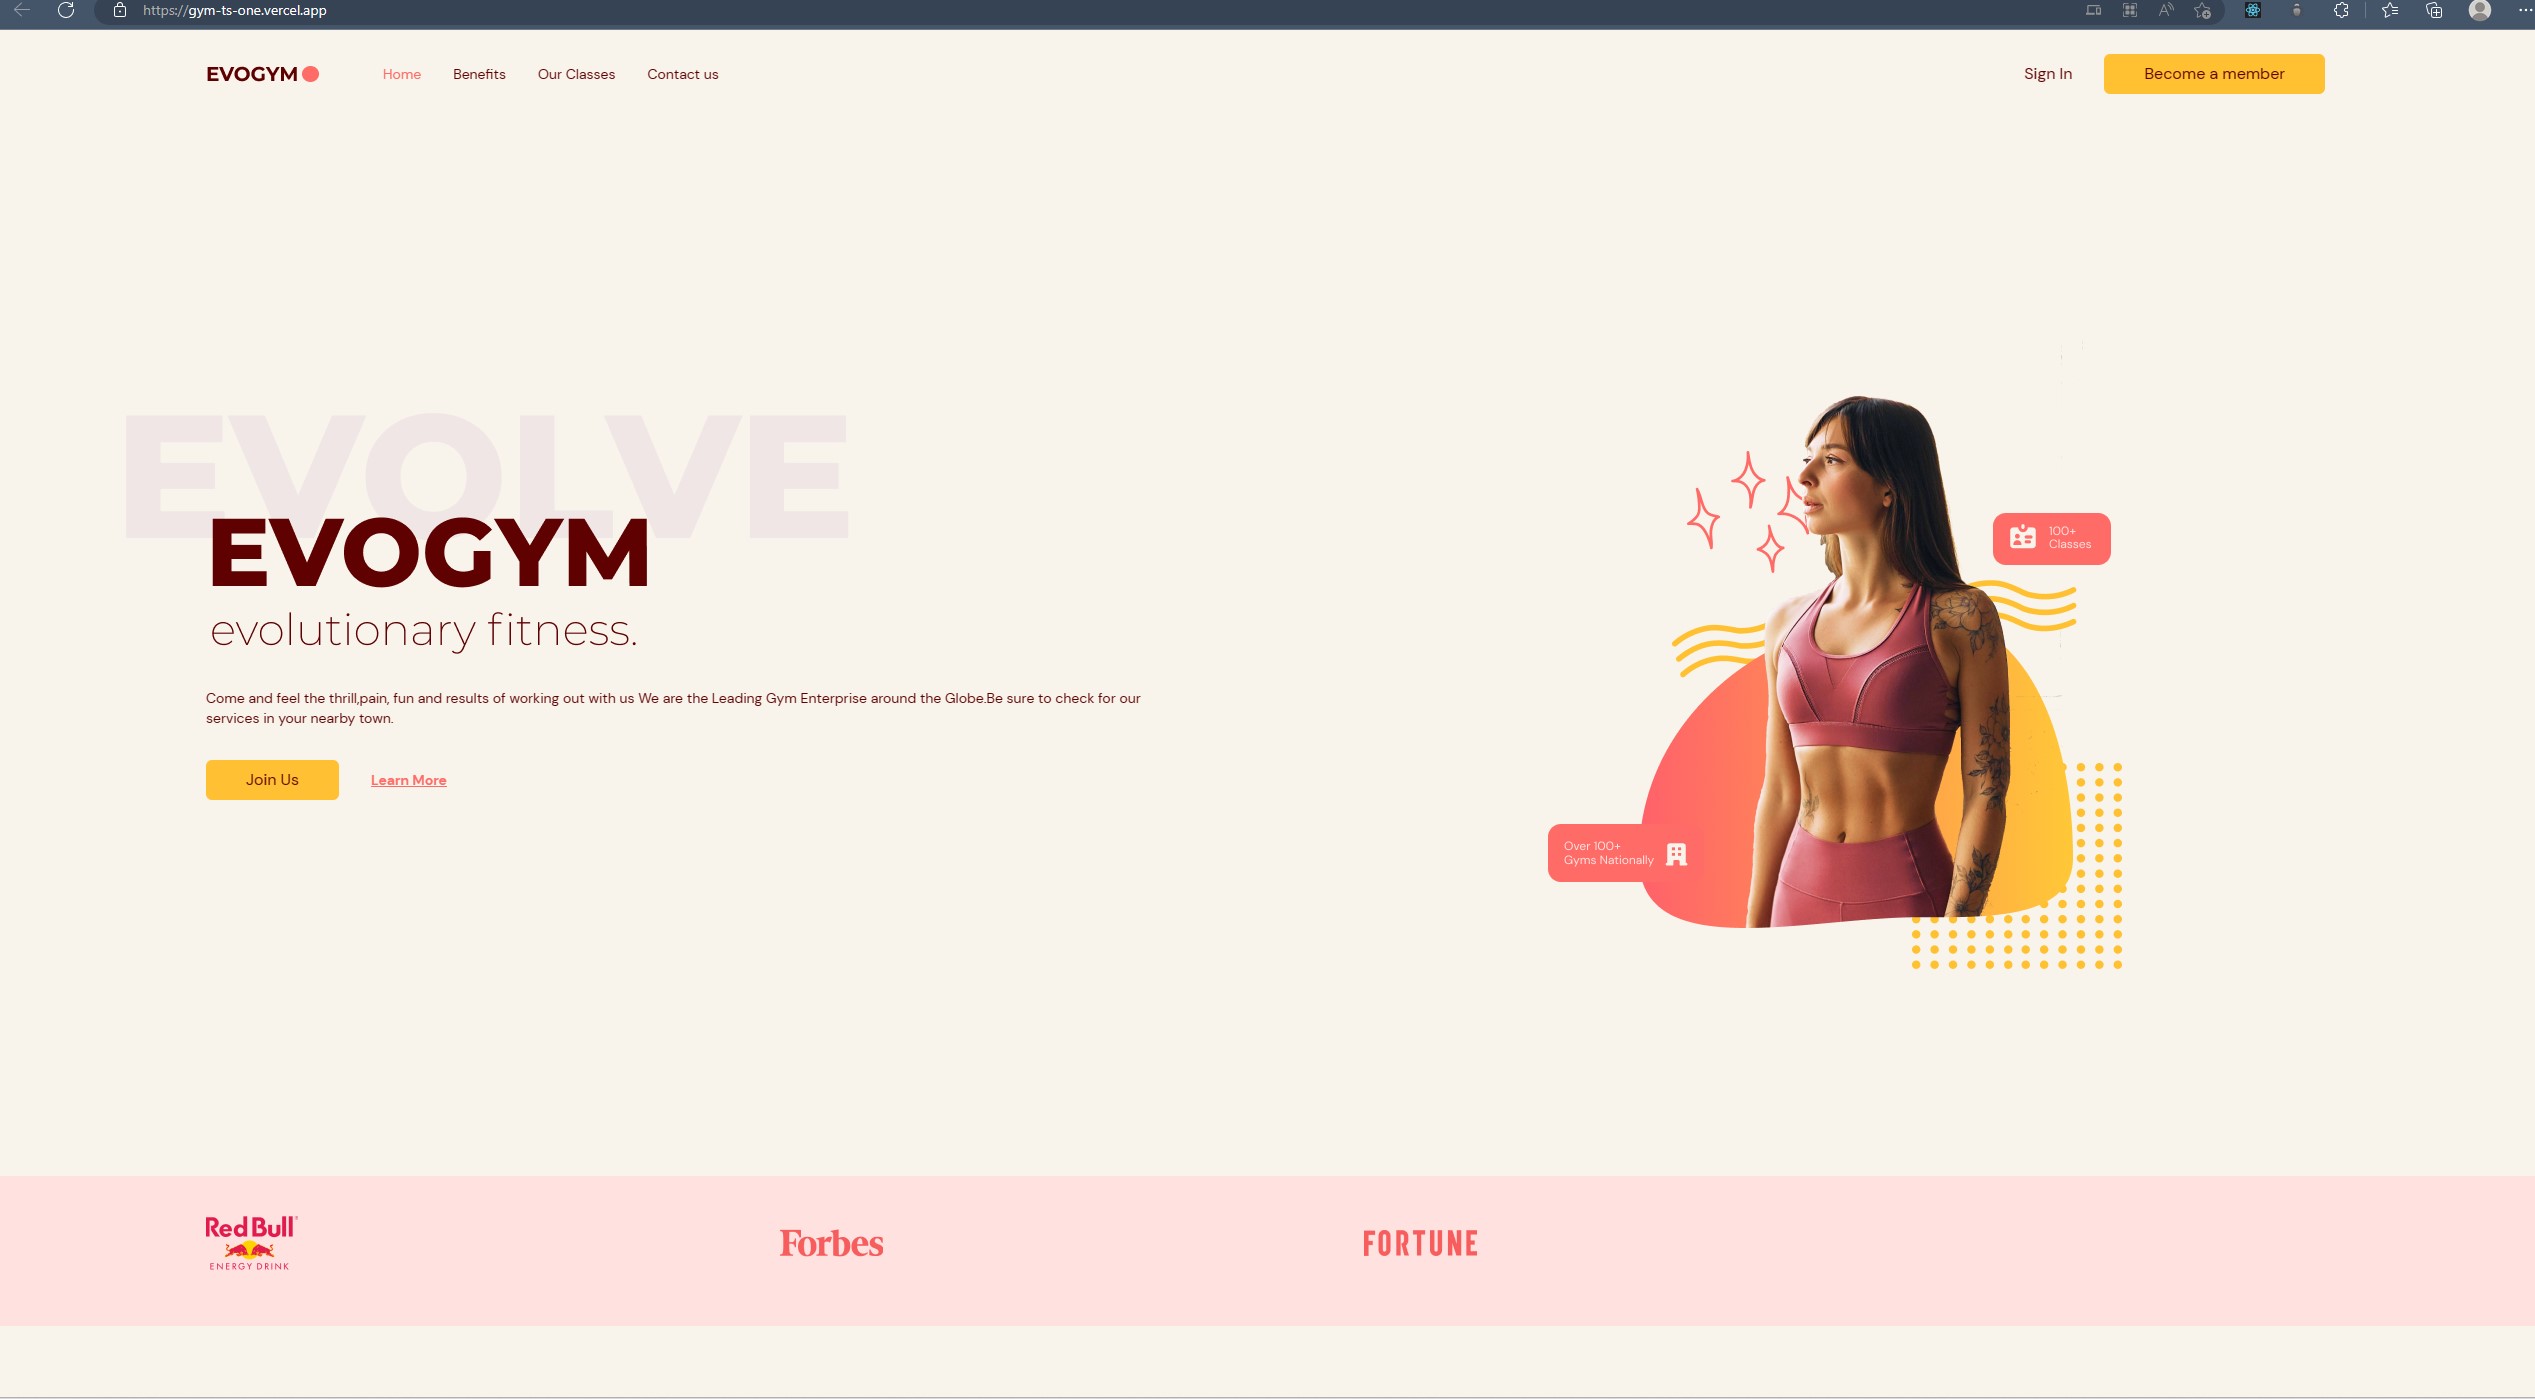 https://gym-ts-one.vercel.app
EVOGYM
Home
Benefits
Our Classes
Contact us
Sign In
Become a member
EVOLVE
EVOGYM
evolutionary fitness.
Come and feel the thrill,pain, fun and results of working out with us We are the Leading Gym Enterprise around the Globe.Be sure to check for our
services in your nearby town.
Join Us
Learn More
100+
Classes
Over 100+
Gyms Nationally
Red Bull
ENERGY DRINK
Forbes
FORTUNE